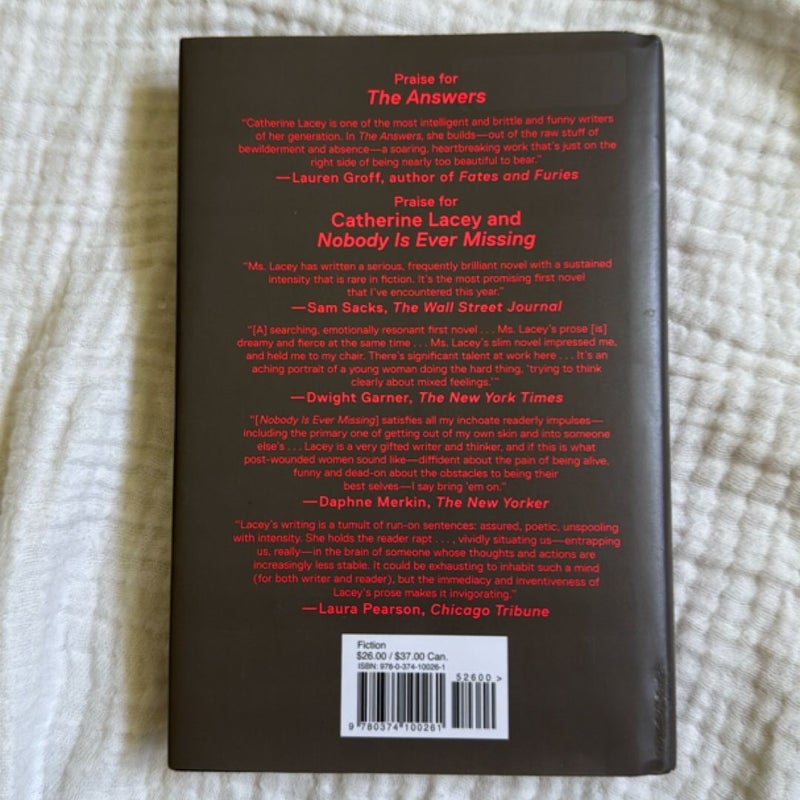 Praise for
The Answers
“Catherine Lacey is one of the most intelligent and brittle and funny writers
of her generation. In The Answers, she builds—out of the raw stuff of
bewilderment and absence—a soaring, heartbreaking work that’s just on the
right side of being nearly too beautiful to bear.”
—Lauren Groff, author of Fates and Furies
Praise for
Catherine Lacey and
Nobody Is Ever Missing
“Ms. Lacey has written a serious, frequently brilliant novel with a sustained
intensity that is rare in fiction. It’s the most promising first novel
that I’ve encountered this year.”
—Sam Sacks, The Wall Street Journal
“[A] searching, emotionally resonant first novel . . . Ms. Lacey’s prose [is]
dreamy and fierce at the same time . . . Ms. Lacey’s slim novel impressed me,
and held me to my chair. There’s significant talent at work here . . . It’s an
aching portrait of a young woman doing the hard thing, ‘trying to think
clearly about mixed feelings.’”
—Dwight Garner, The New York Times
“[Nobody Is Ever Missing] satisfies all my inchoate readerly impulses—
including the primary one of getting out of my own skin and into someone
else’s . . . Lacey is a very gifted writer and thinker, and if this is what
post-wounded women sound like—diffident about the pain of being alive,
funny and dead-on about the obstacles to being their
best selves—I say bring ’em on.”
—Daphne Merkin, The New Yorker
“Lacey’s writing is a tumult of run-on sentences: assured, poetic, unspooling
with intensity. She holds the reader rapt . . . , vividly situating us—entrapping
us, really—in the brain of someone whose thoughts and actions are
increasingly less stable. It could be exhausting to inhabit such a mind
(for both writer and reader), but the immediacy and inventiveness of
Lacey’s prose makes it invigorating.”
—Laura Pearson, Chicago Tribune
Fiction
$26.00 / $37.00 Can.
ISBN: 978-0-374-10026-1
52600 >
9 780374 100261